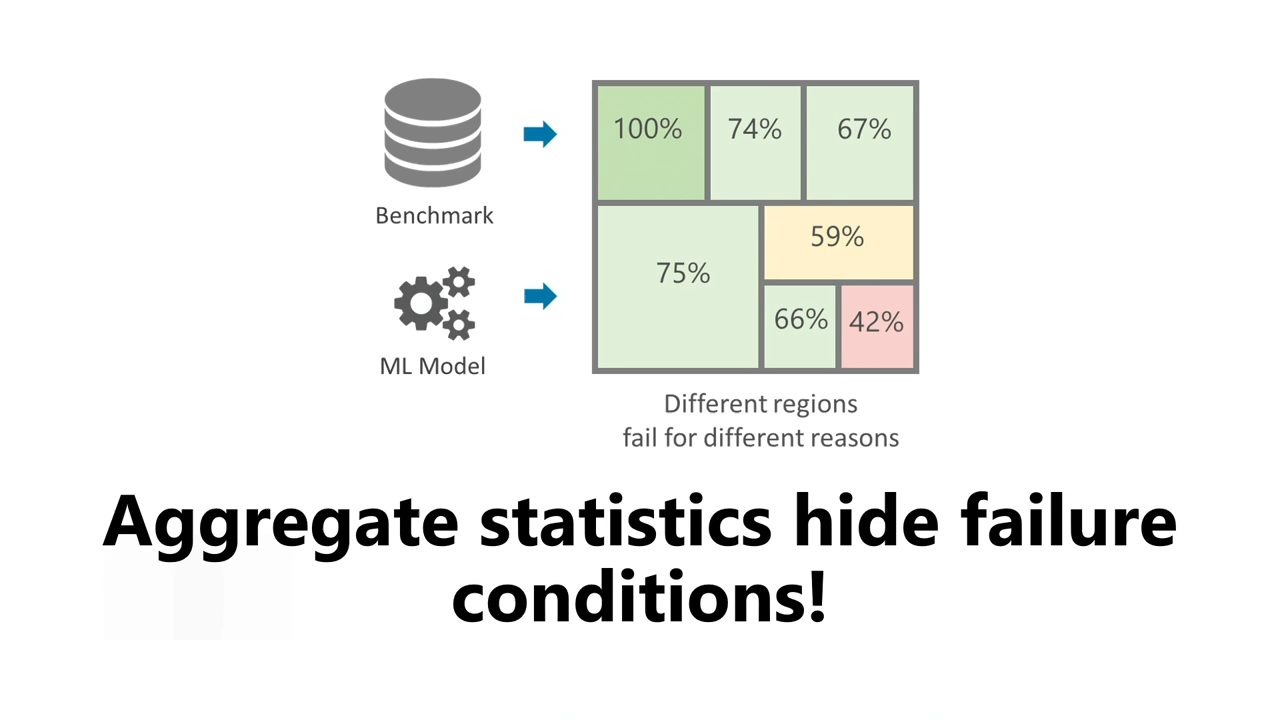 100%
74%
67%
Benchmark
59%
75%
66%
42%
ML Model
Different regions
fail for different reasons
Aggregate statistics hide failure
conditions!